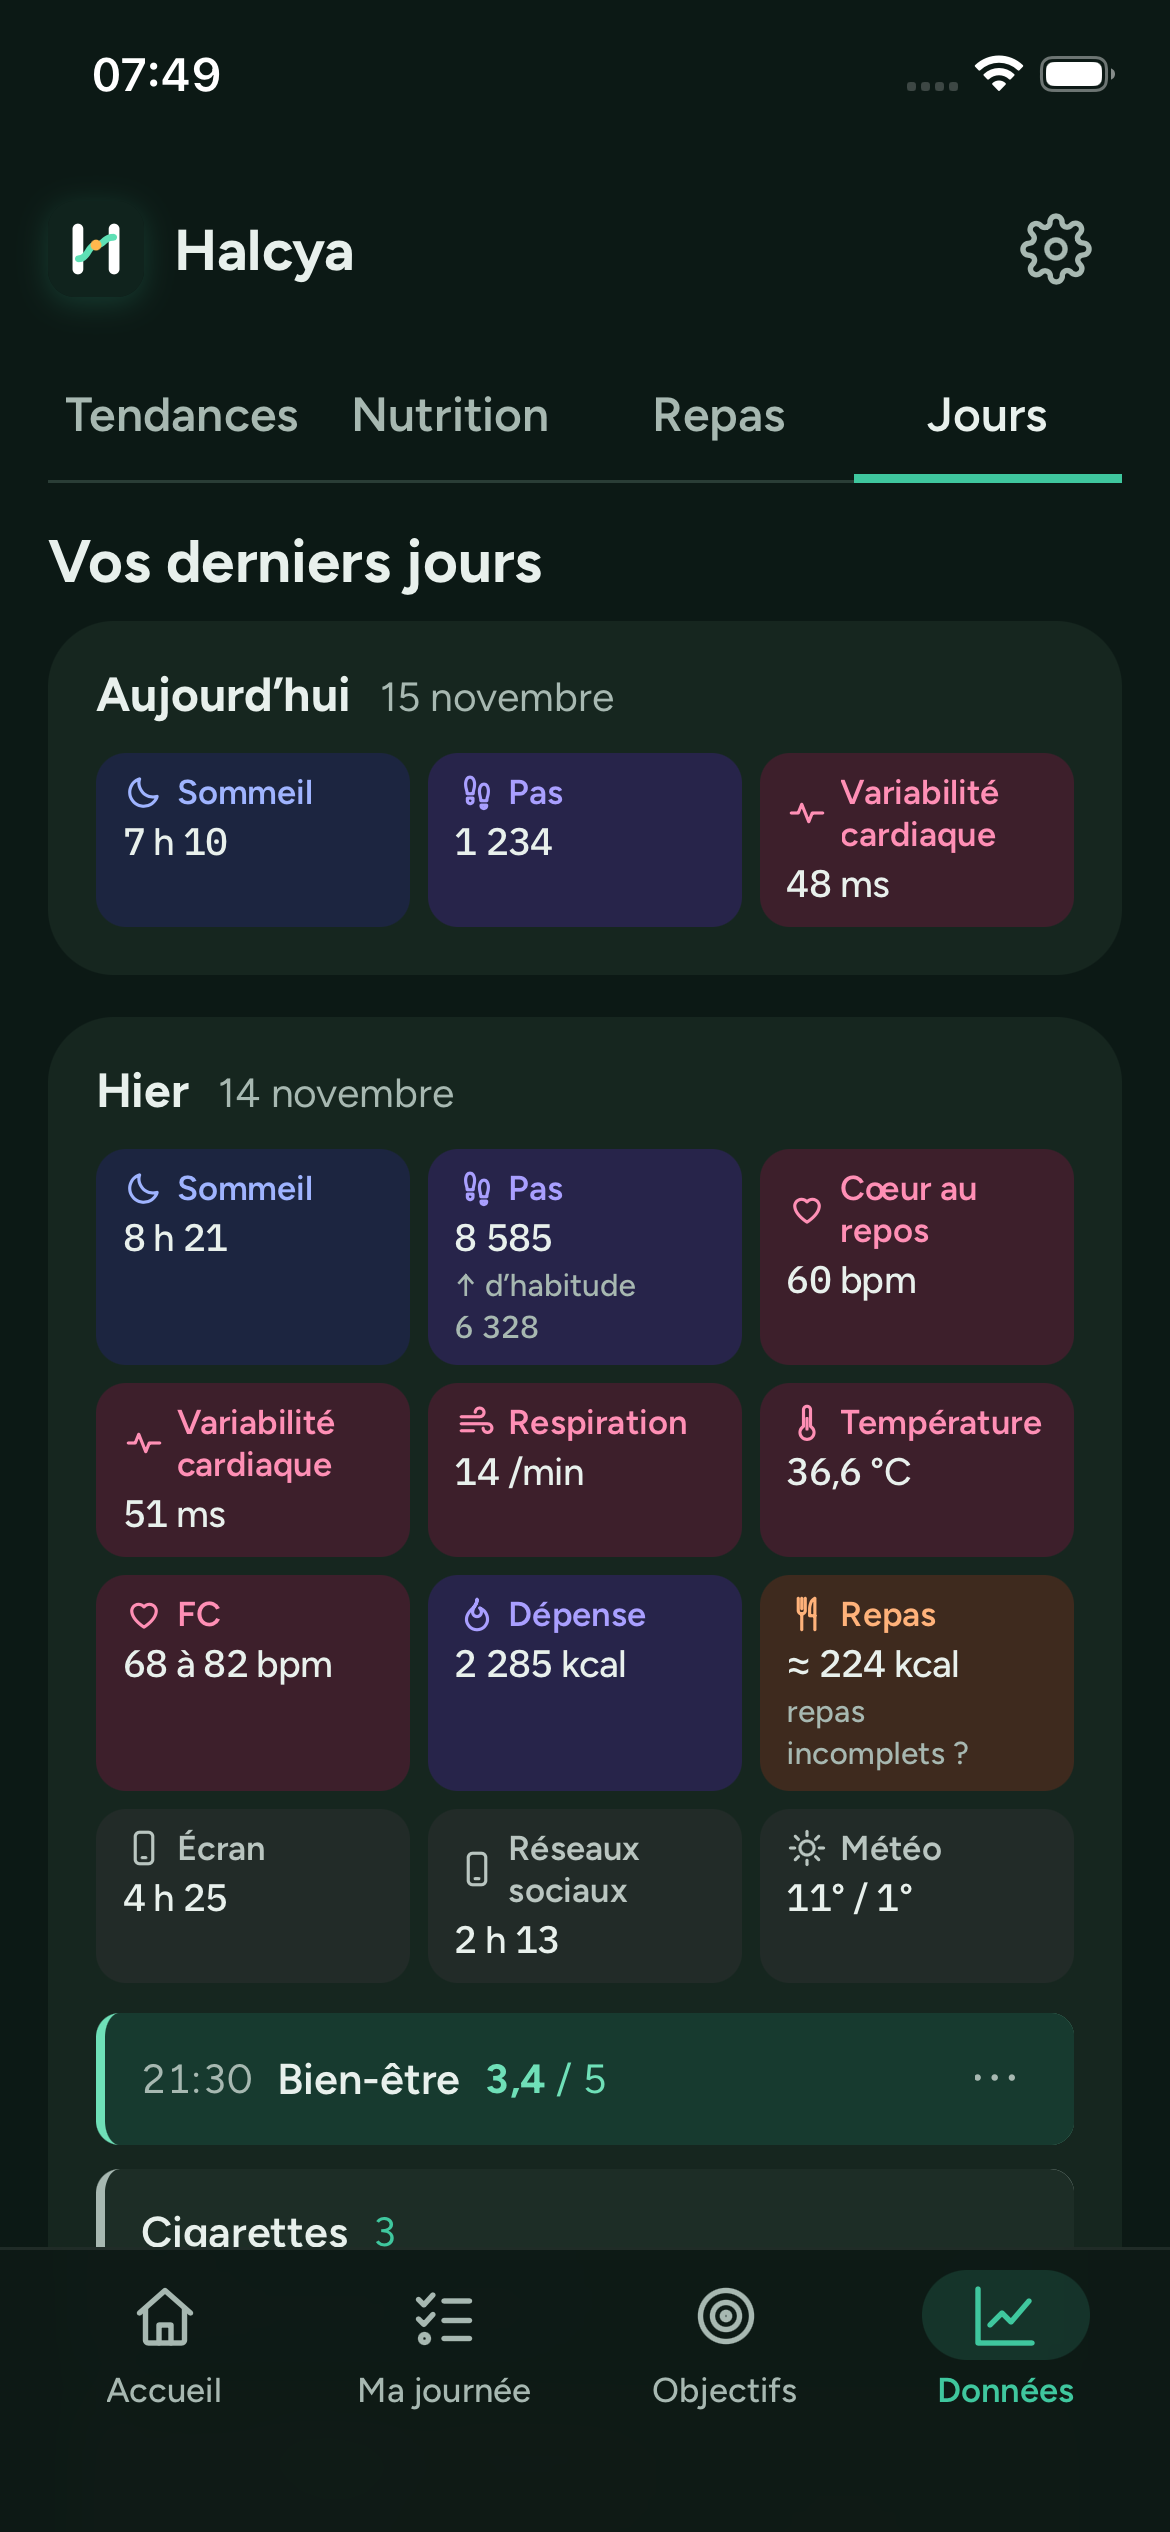 07:49
Halcya
Tendances Nutrition Repas Jours
Vos derniers jours
Aujourd’hui 15 novembre
Sommeil
7 h 10
Pas
1 234
Variabilité
cardiaque
48 ms
Hier 14 novembre
Sommeil
8 h 21
Pas
8 585
↑ d’habitude
6 328
Cœur au
repos
60 bpm
Variabilité
cardiaque
51 ms
Respiration
14 /min
Température
36,6 °C
FC
68 à 82 bpm
Dépense
2 285 kcal
Repas
≈ 224 kcal
repas
incomplets ?
Écran
4 h 25
Réseaux
sociaux
2 h 13
Météo
11° / 1°
21:30 Bien-être 3,4 / 5
Cigarettes 3
Accueil Ma journée Objectifs Données